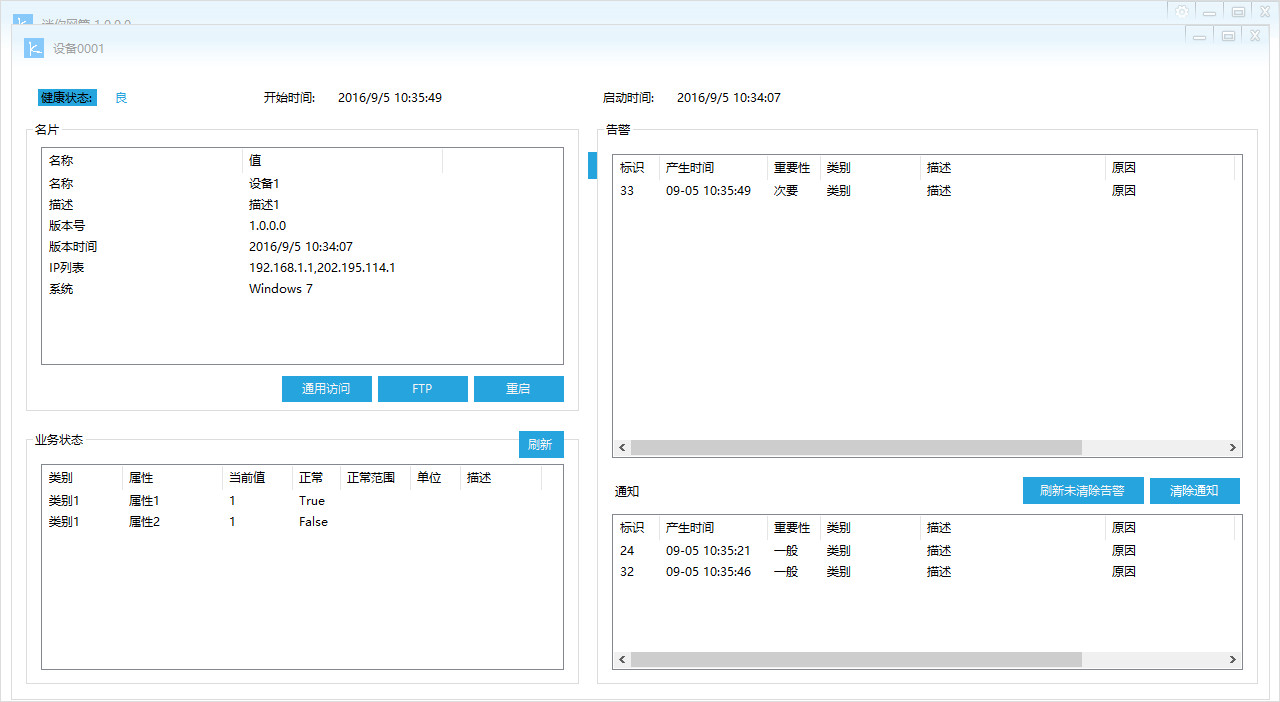 迷你网管 1.0.0.0
设备0001
健康状态: 良 开始时间: 2016/9/5 10:35:49 启动时间: 2016/9/5 10:34:07
名片
名称 值
名称 设备1
描述 描述1
版本号 1.0.0.0
版本时间 2016/9/5 10:34:07
IP列表 192.168.1.1,202.195.114.1
系统 Windows 7
通用访问 FTP 重启
业务状态 刷新
类别 属性 当前值 正常 正常范围 单位 描述
类别1 属性1 1 True
类别1 属性2 1 False
告警
标识 产生时间 重要性 类别 描述 原因
33 09-05 10:35:49 次要 类别 描述 原因
通知 刷新未清除告警 清除通知
标识 产生时间 重要性 类别 描述 原因
24 09-05 10:35:21 一般 类别 描述 原因
32 09-05 10:35:46 一般 类别 描述 原因